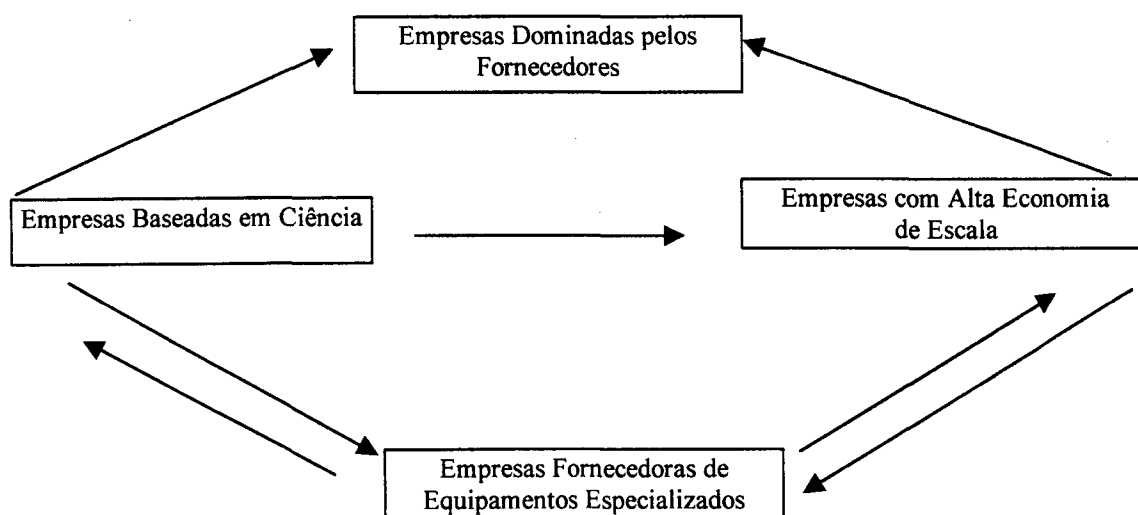 Empresas Dominadas pelos
Fornecedores
Empresas Baseadas em Ciência
Empresas com Alta Economia
de Escala
Empresas Fornecedoras de
Equipamentos Especializados